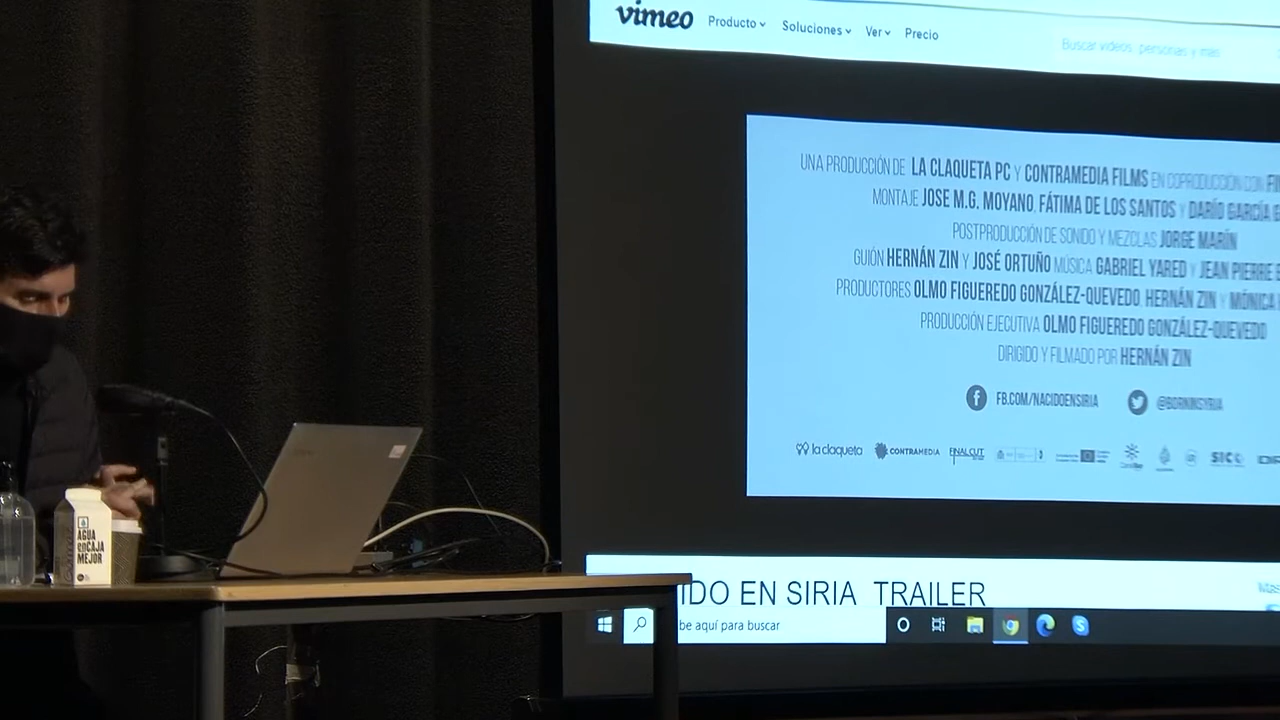 vimeo Producto Soluciones Ver Precio
Buscar videos, personas y más
UNA PRODUCCIÓN DE LA CLAQUETA PC Y CONTRAMEDIA FILMS EN COPRODUCCIÓN CON
MONTAJE JOSE M.G. MOYANO, FÁTIMA DE LOS SANTOS Y DARÍO GARCÍA
POSTPRODUCCIÓN DE SONIDO Y MEZCLAS JORGE MARÍN
GUIÓN HERNÁN ZIN Y JOSÉ ORTUÑO MÚSICA GABRIEL YARED Y JEAN PIERRE
PRODUCTORES OLMO FIGUEREDO GONZÁLEZ-QUEVEDO, HERNÁN ZIN Y MÓNICA
PRODUCCIÓN EJECUTIVA OLMO FIGUEREDO GONZÁLEZ-QUEVEDO
DIRIGIDO Y FILMADO POR HERNÁN ZIN
FB.COM/NACIDOENSIRIA @BORNINSYRIA
la claqueta CONTRAMEDIA FINALCUT SIC
IDO EN SIRIA TRAILER
be aquí para buscar
AGUA
enCAJA
MEJOR